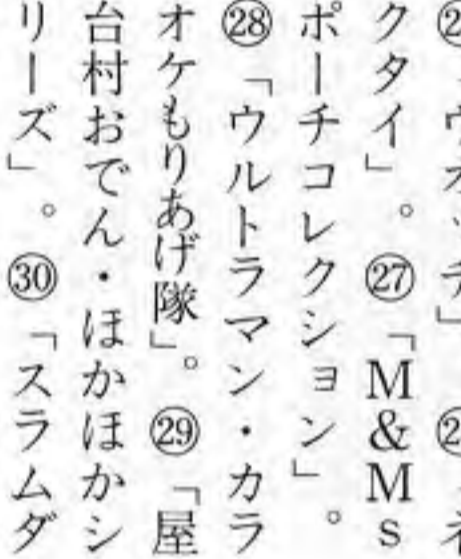 クタイ」。㉗「M&Ms
ポーチコレクション」。
㉘「ウルトラマン・カラ
オケもりあげ隊」。㉙「屋
台村おでん・ほかほかシ
リーズ」。㉚「スラムダ